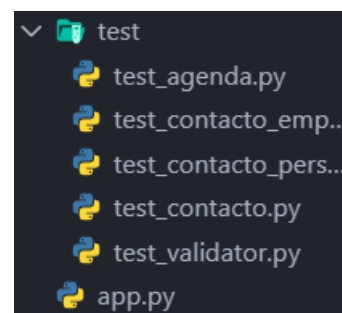 test
test_agenda.py
test_contacto_emp...
test_contacto_pers...
test_contacto.py
test_validator.py
app.py